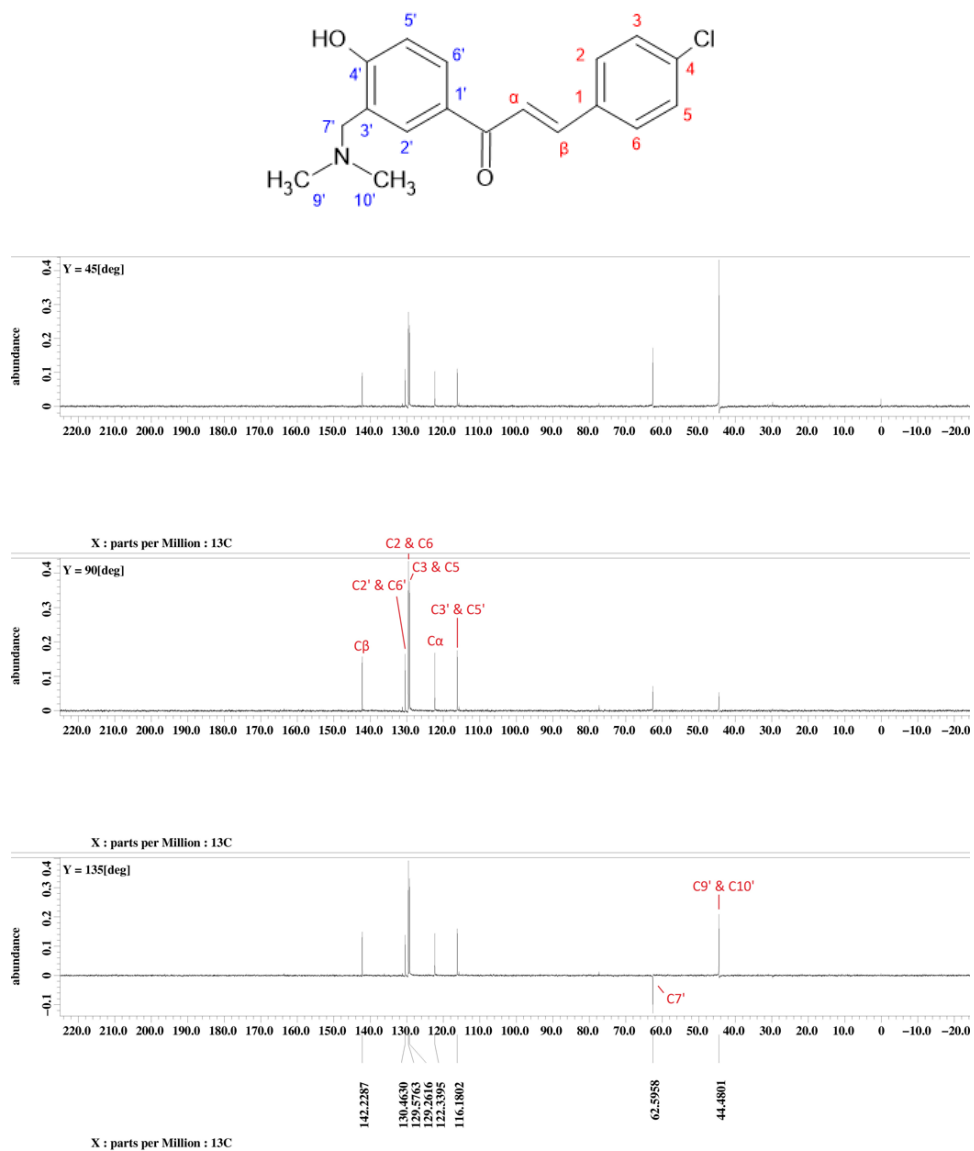 5'
3
HO
Cl
6'
2
4'
4
1'
α
1
7'
3'
5
2'
β
6
N
H₃C
CH₃
O
9'
10'
Y = 45[deg]
abundance
0.4
0.3
0.2
0.1
0
220.0 210.0 200.0 190.0 180.0 170.0 160.0 150.0 140.0 130.0 120.0 110.0 100.0 90.0 80.0 70.0 60.0 50.0 40.0 30.0 20.0 10.0 0 −10.0 −20.0
X : parts per Million : 13C
C2 & C6
Y = 90[deg]
C3 & C5
C2' & C6'
C3' & C5'
Cβ
Cα
abundance
0.4
0.3
0.2
0.1
0
220.0 210.0 200.0 190.0 180.0 170.0 160.0 150.0 140.0 130.0 120.0 110.0 100.0 90.0 80.0 70.0 60.0 50.0 40.0 30.0 20.0 10.0 0 −10.0 −20.0
X : parts per Million : 13C
Y = 135[deg]
C9' & C10'
C7'
abundance
0.4
0.3
0.2
0.1
0
−0.1
220.0 210.0 200.0 190.0 180.0 170.0 160.0 150.0 140.0 130.0 120.0 110.0 100.0 90.0 80.0 70.0 60.0 50.0 40.0 30.0 20.0 10.0 0 −10.0 −20.0
142.2287
130.4630
129.5763
129.2616
122.3395
116.1802
62.5958
44.4801
X : parts per Million : 13C